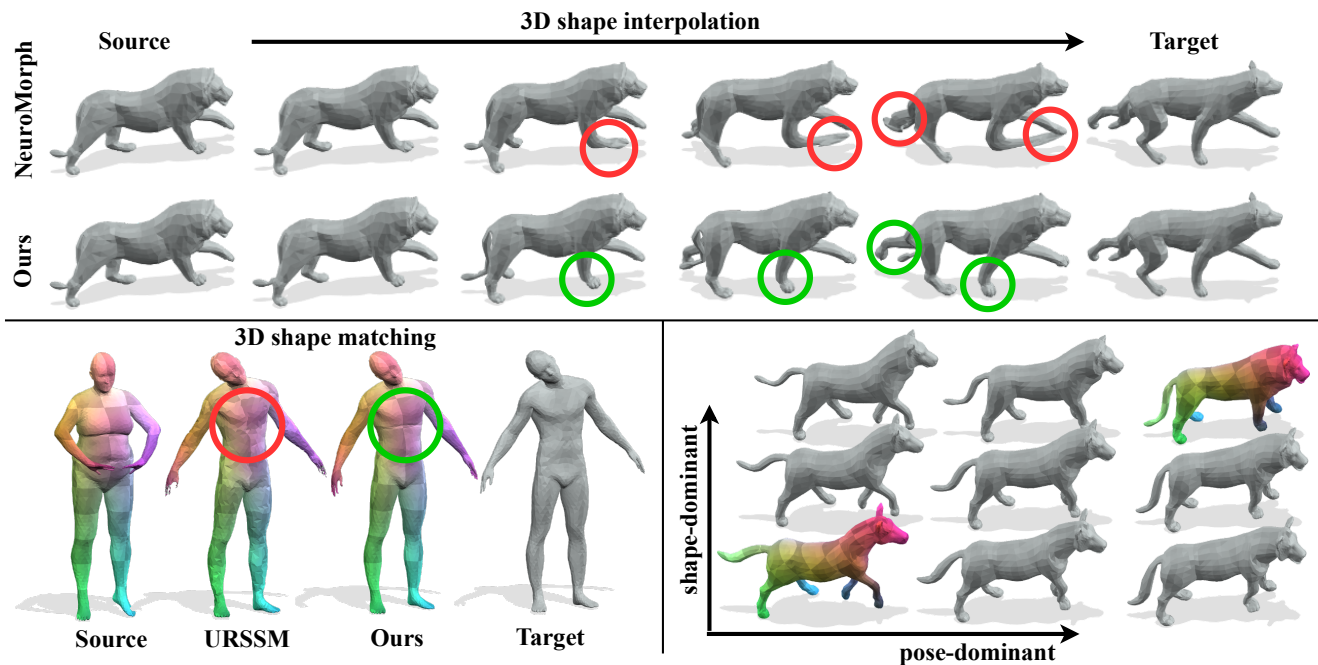 3D shape interpolation
Source
Target
NeuroMorph
Ours
3D shape matching
Source
URSSM
Ours
Target
shape-dominant
pose-dominant